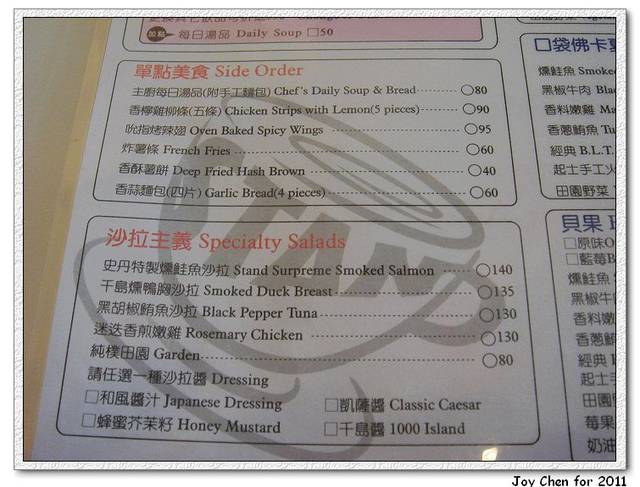 加點 每日湯品 Daily Soup □50
單點美食 Side Order
主廚每日湯品(附手工麵包) Chef's Daily Soup & Bread ○80
香檸雞柳條(五條) Chicken Strips with Lemon(5 pieces) ○90
吮指烤辣翅 Oven Baked Spicy Wings ○95
炸薯條 French Fries ○60
香酥薯餅 Deep Fried Hash Brown ○40
香蒜麵包(四片) Garlic Bread(4 pieces) ○60
沙拉主義 Specialty Salads
史丹特製燻鮭魚沙拉 Stand Surpreme Smoked Salmon ○140
千島燻鴨胸沙拉 Smoked Duck Breast ○135
黑胡椒鮪魚沙拉 Black Pepper Tuna ○130
迷迭香煎嫩雞 Rosemary Chicken ○130
純樸田園 Garden ○80
請任選一種沙拉醬 Dressing
□和風醬汁 Japanese Dressing □凱薩醬 Classic Caesar
□蜂蜜芥茉籽 Honey Mustard □千島醬 1000 Island
STAND
□袋佛卡夏
燻鮭魚 Smoke
黑椒牛肉 Bla
香料嫩雞 Ma
香蔥鮪魚 Tu
經典 B.L.T.
起士手工火
田園野菜
貝果
□原味O
□藍莓B
燻鮭魚
黑椒牛
香料嫩
香蔥鮪
經典
起士手
田園
莓果
奶油
Joy Chen for 2011